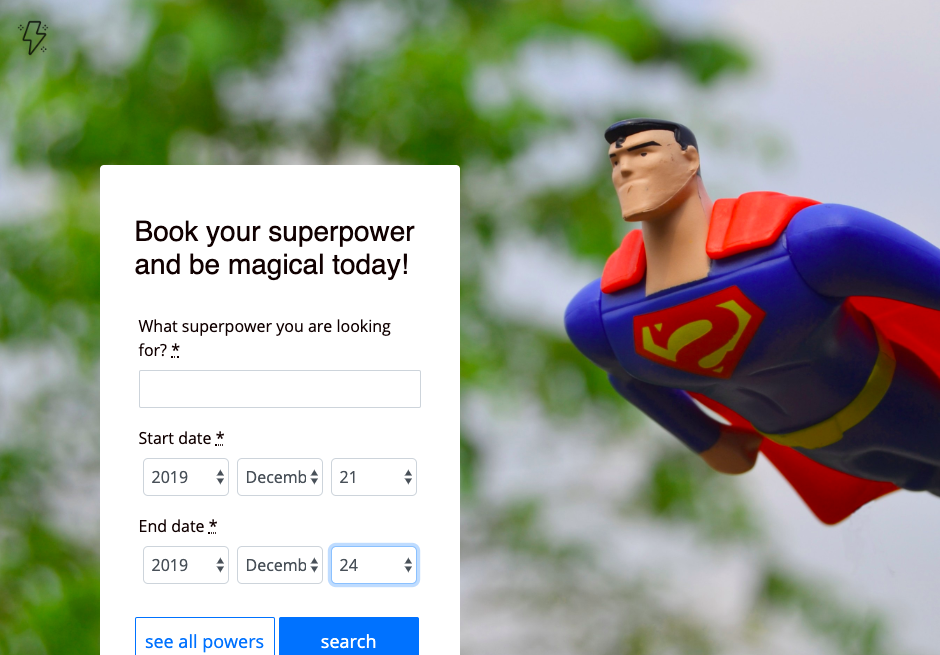 Book your superpower
and be magical today!
What superpower you are looking
for? *
Start date *
2019 Decemb 21
End date *
2019 Decemb 24
see all powers search